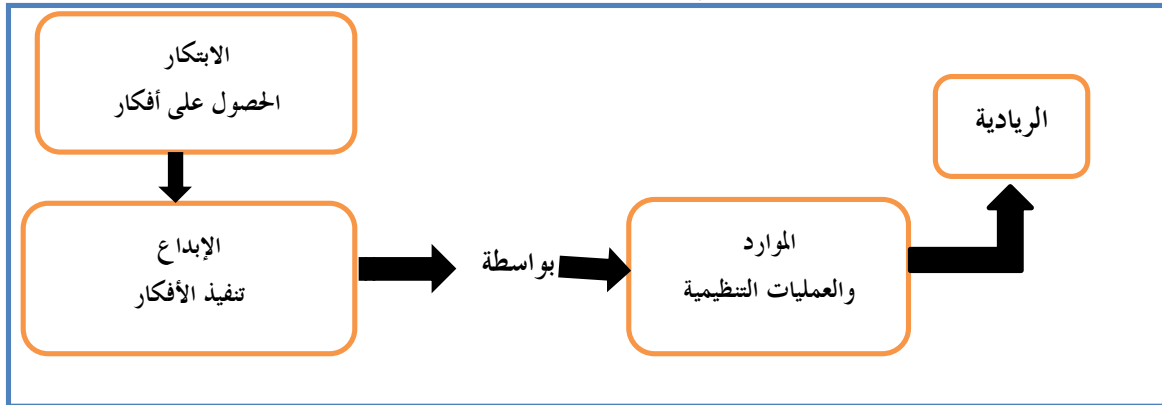 الابتكار
الحصول على أفكار
الإبداع
تنفيذ الأفكار
بواسطة
الموارد
والعمليات التنظيمية
الريادية